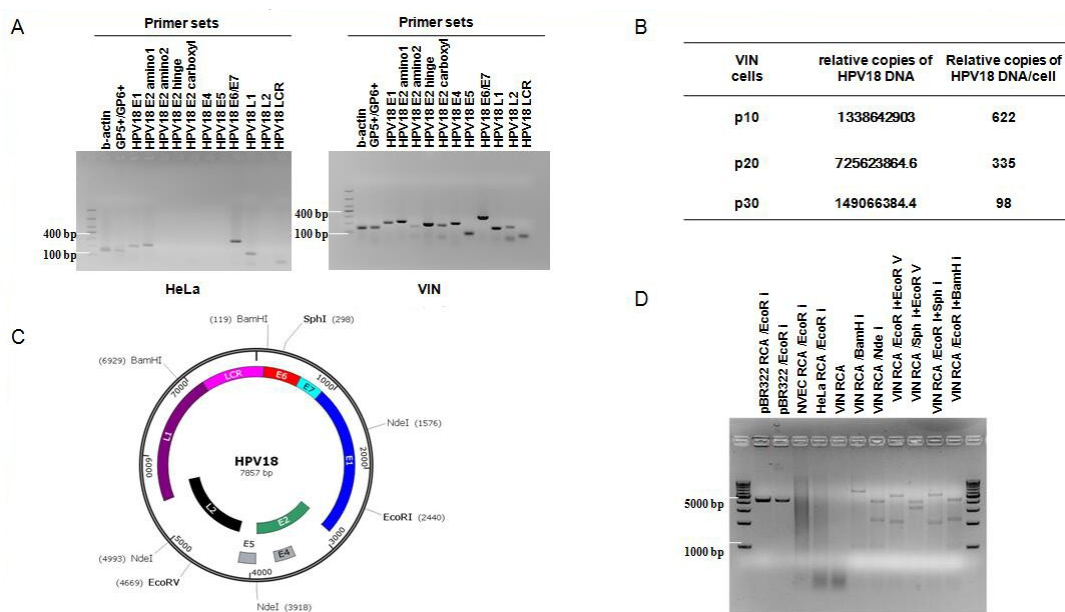 A
Primer sets
b-actin
GP5+/GP6+
HPV18 E1
HPV18 E2 amino1
HPV18 E2 amino2
HPV18 E2 hinge
HPV18 E2 carboxyl
HPV18 E4
HPV18 E5
HPV18 E6/E7
HPV18 L1
HPV18 L2
HPV18 LCR
400 bp
100 bp
HeLa
Primer sets
b-actin
GP5+/GP6+
HPV18 E1
HPV18 E2 amino1
HPV18 E2 amino2
HPV18 E2 hinge
HPV18 E2 carboxyl
HPV18 E4
HPV18 E5
HPV18 E6/E7
HPV18 L1
HPV18 L2
HPV18 LCR
400 bp
100 bp
VIN
B
VIN cells
relative copies of HPV18 DNA
Relative copies of HPV18 DNA/cell
p10 1338642903 622
p20 725623864.6 335
p30 149066384.4 98
C
(119) BamHI
SphI (298)
(6929) BamHI
7000
LCR
E6
E7
1000
NdeI (1576)
L1
E1
2000
6000
HPV18
7857 bp
L2
E2
EcoRI (2440)
3000
E5
E4
5000
4000
(4993) NdeI
(4669) EcoRV
NdeI (3918)
D
pBR322 RCA /EcoR i
pBR322 /EcoR i
NVEC RCA /EcoR i
HeLa RCA /EcoR i
VIN RCA
VIN RCA /BamH i
VIN RCA /Nde i
VIN RCA /EcoR I+EcoR V
VIN RCA /Sph i+EcoR V
VIN RCA /EcoR I+Sph i
VIN RCA /EcoR I+BamH i
5000 bp
1000 bp